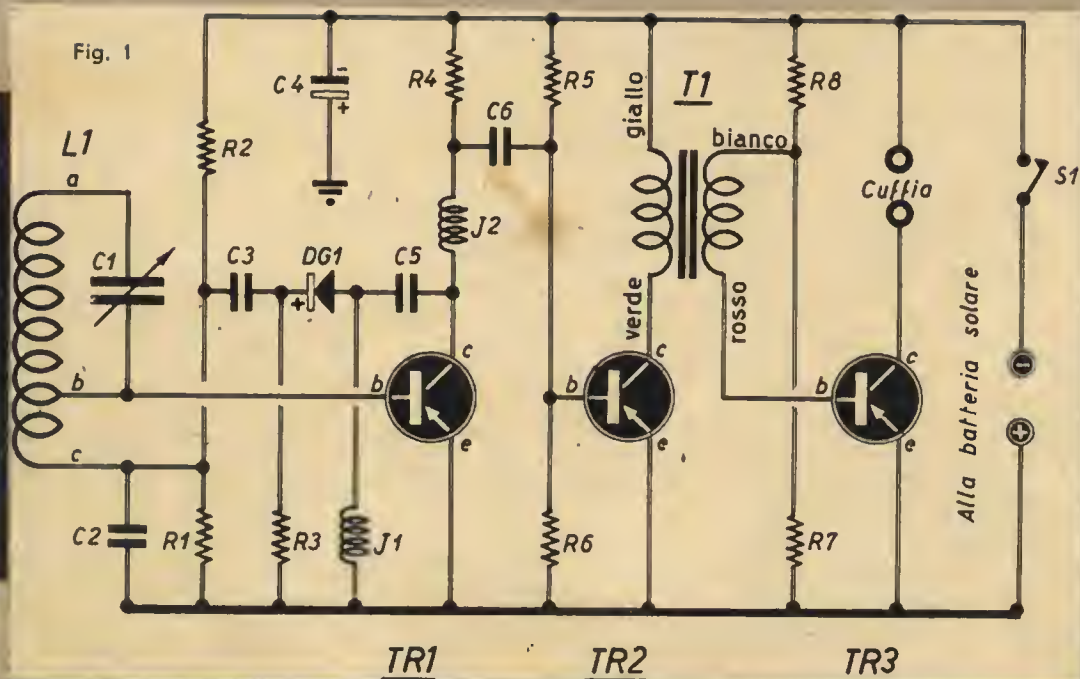 Fig. 1
C4
-
+
R4
R5
T1
R8
C6
giallo
bianco
L1
a
R2
Cuffia
S1
J2
C1
C3
DG1
C5
+
verde
rosso
Alla batteria solare
c
c
c
b
b
b
b
-
+
e
e
e
c
C2
R1
R3
J1
R6
R7
TR1
TR2
TR3